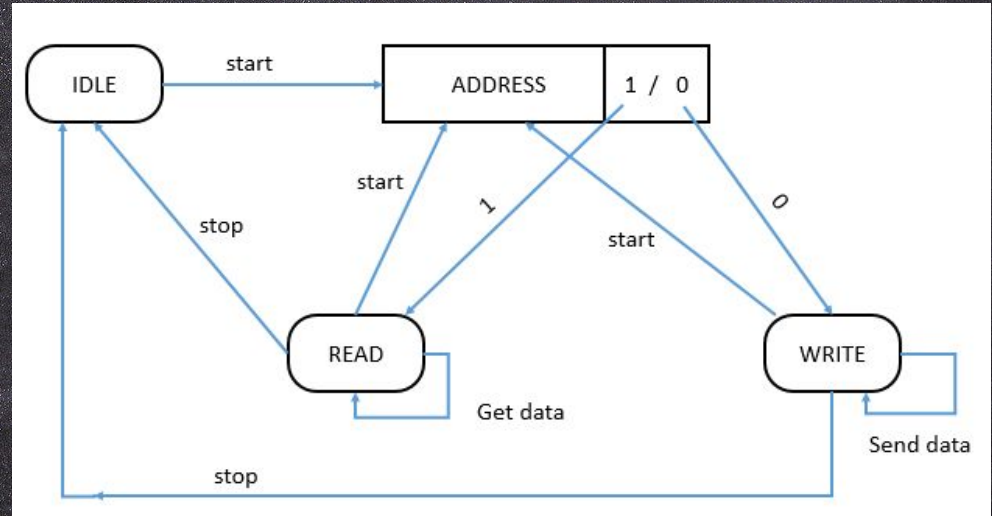 start
IDLE
ADDRESS
1 / 0
start
1
0
stop
start
READ
WRITE
Get data
Send data
stop